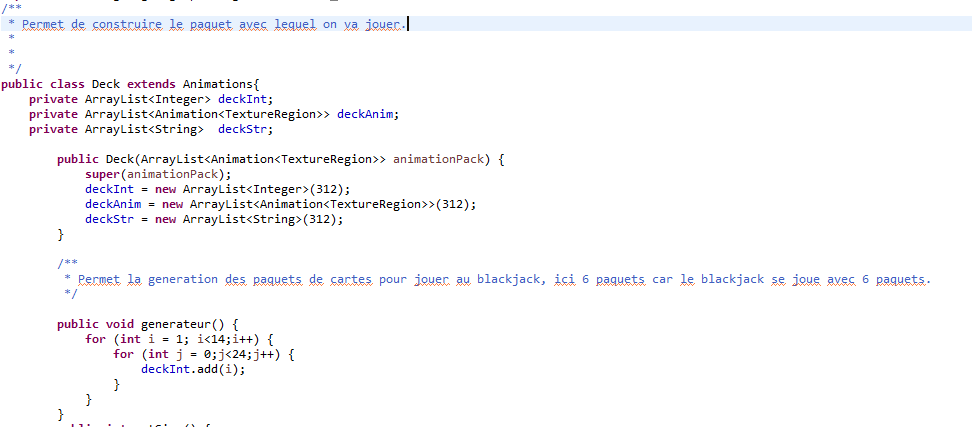 /**
 * Permet de construire le paquet avec lequel on va jouer.
 *
 *
 */
public class Deck extends Animations{
    private ArrayList<Integer> deckInt;
    private ArrayList<Animation<TextureRegion>> deckAnim;
    private ArrayList<String>  deckStr;

        public Deck(ArrayList<Animation<TextureRegion>> animationPack) {
            super(animationPack);
            deckInt = new ArrayList<Integer>(312);
            deckAnim = new ArrayList<Animation<TextureRegion>>(312);
            deckStr = new ArrayList<String>(312);
        }

        /**
         * Permet la generation des paquets de cartes pour jouer au blackjack, ici 6 paquets car le blackjack se joue avec 6 paquets.
         */

        public void generateur() {
            for (int i = 1; i<14;i++) {
                for (int j = 0;j<24;j++) {
                    deckInt.add(i);
                }
            }
        }